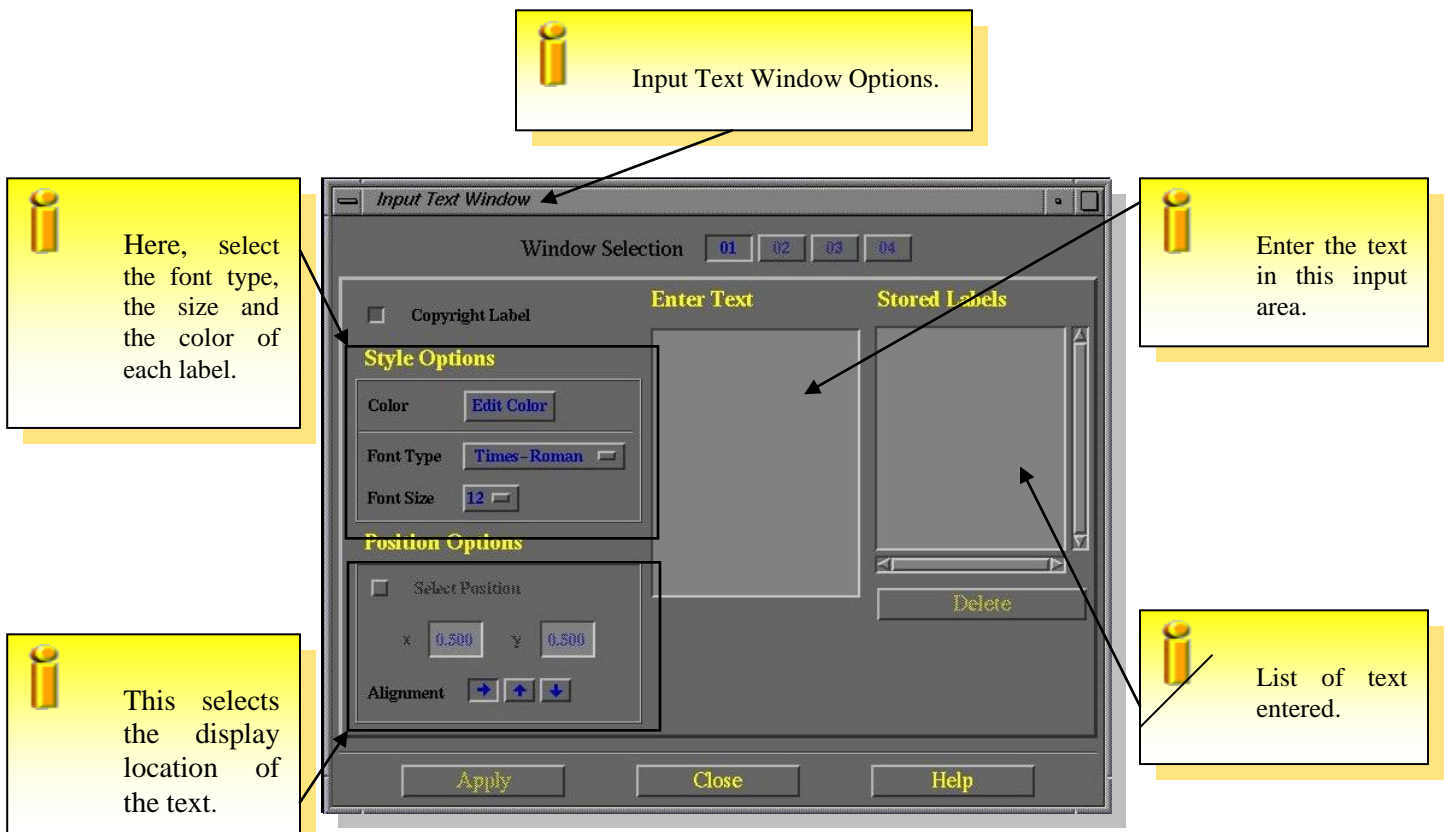 Input Text Window Options.
Here, select
the font type,
the size and
the color of
each label.
Enter the text
in this input
area.
Input Text Window
Window Selection 01 02 03 04
Copyright Label
Enter Text
Stored Labels
Style Options
Color Edit Color
Font Type Times-Roman
Font Size 12
Position Options
Select Position
x 0.500 y 0.500
Alignment
Delete
Apply Close Help
This selects
the display
location of
the text.
List of text
entered.